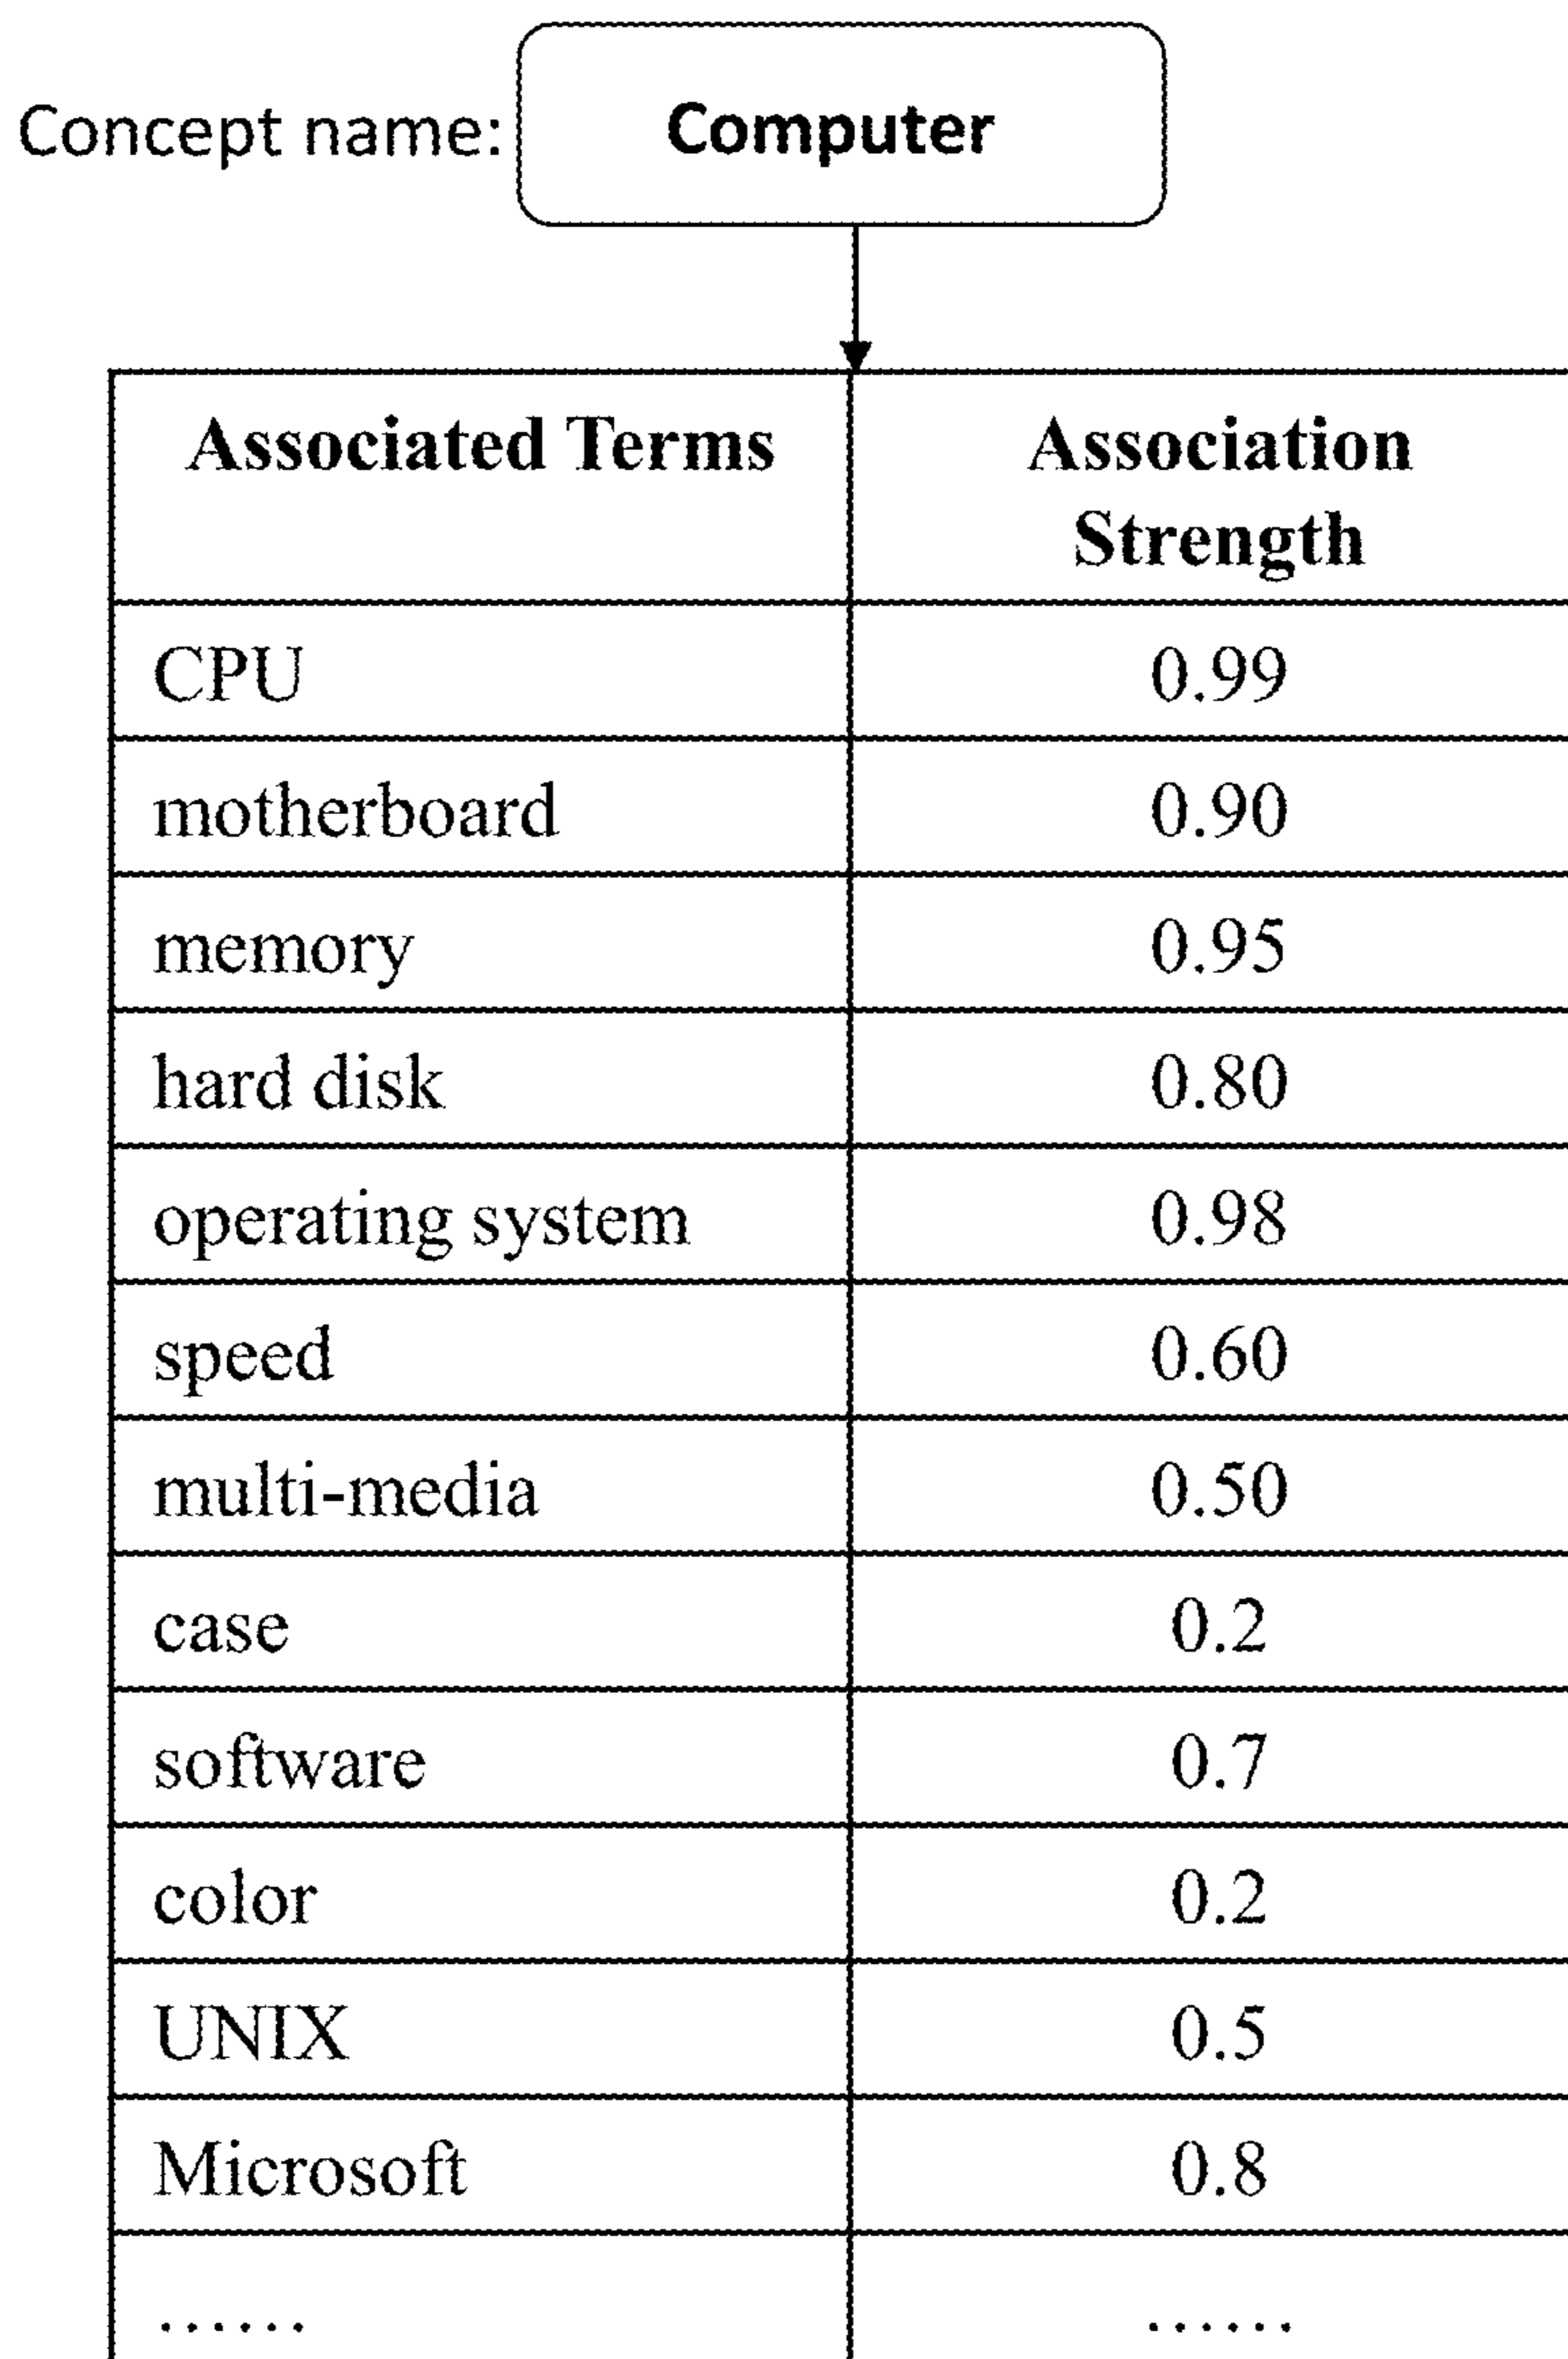 Concept name: Computer
Associated Terms Association
Strength
CPU 0.99
motherboard 0.90
memory 0.95
hard disk 0.80
operating system 0.98
speed 0.60
multi-media 0.50
case 0.2
software 0.7
color 0.2
UNIX 0.5
Microsoft 0.8
...... ......